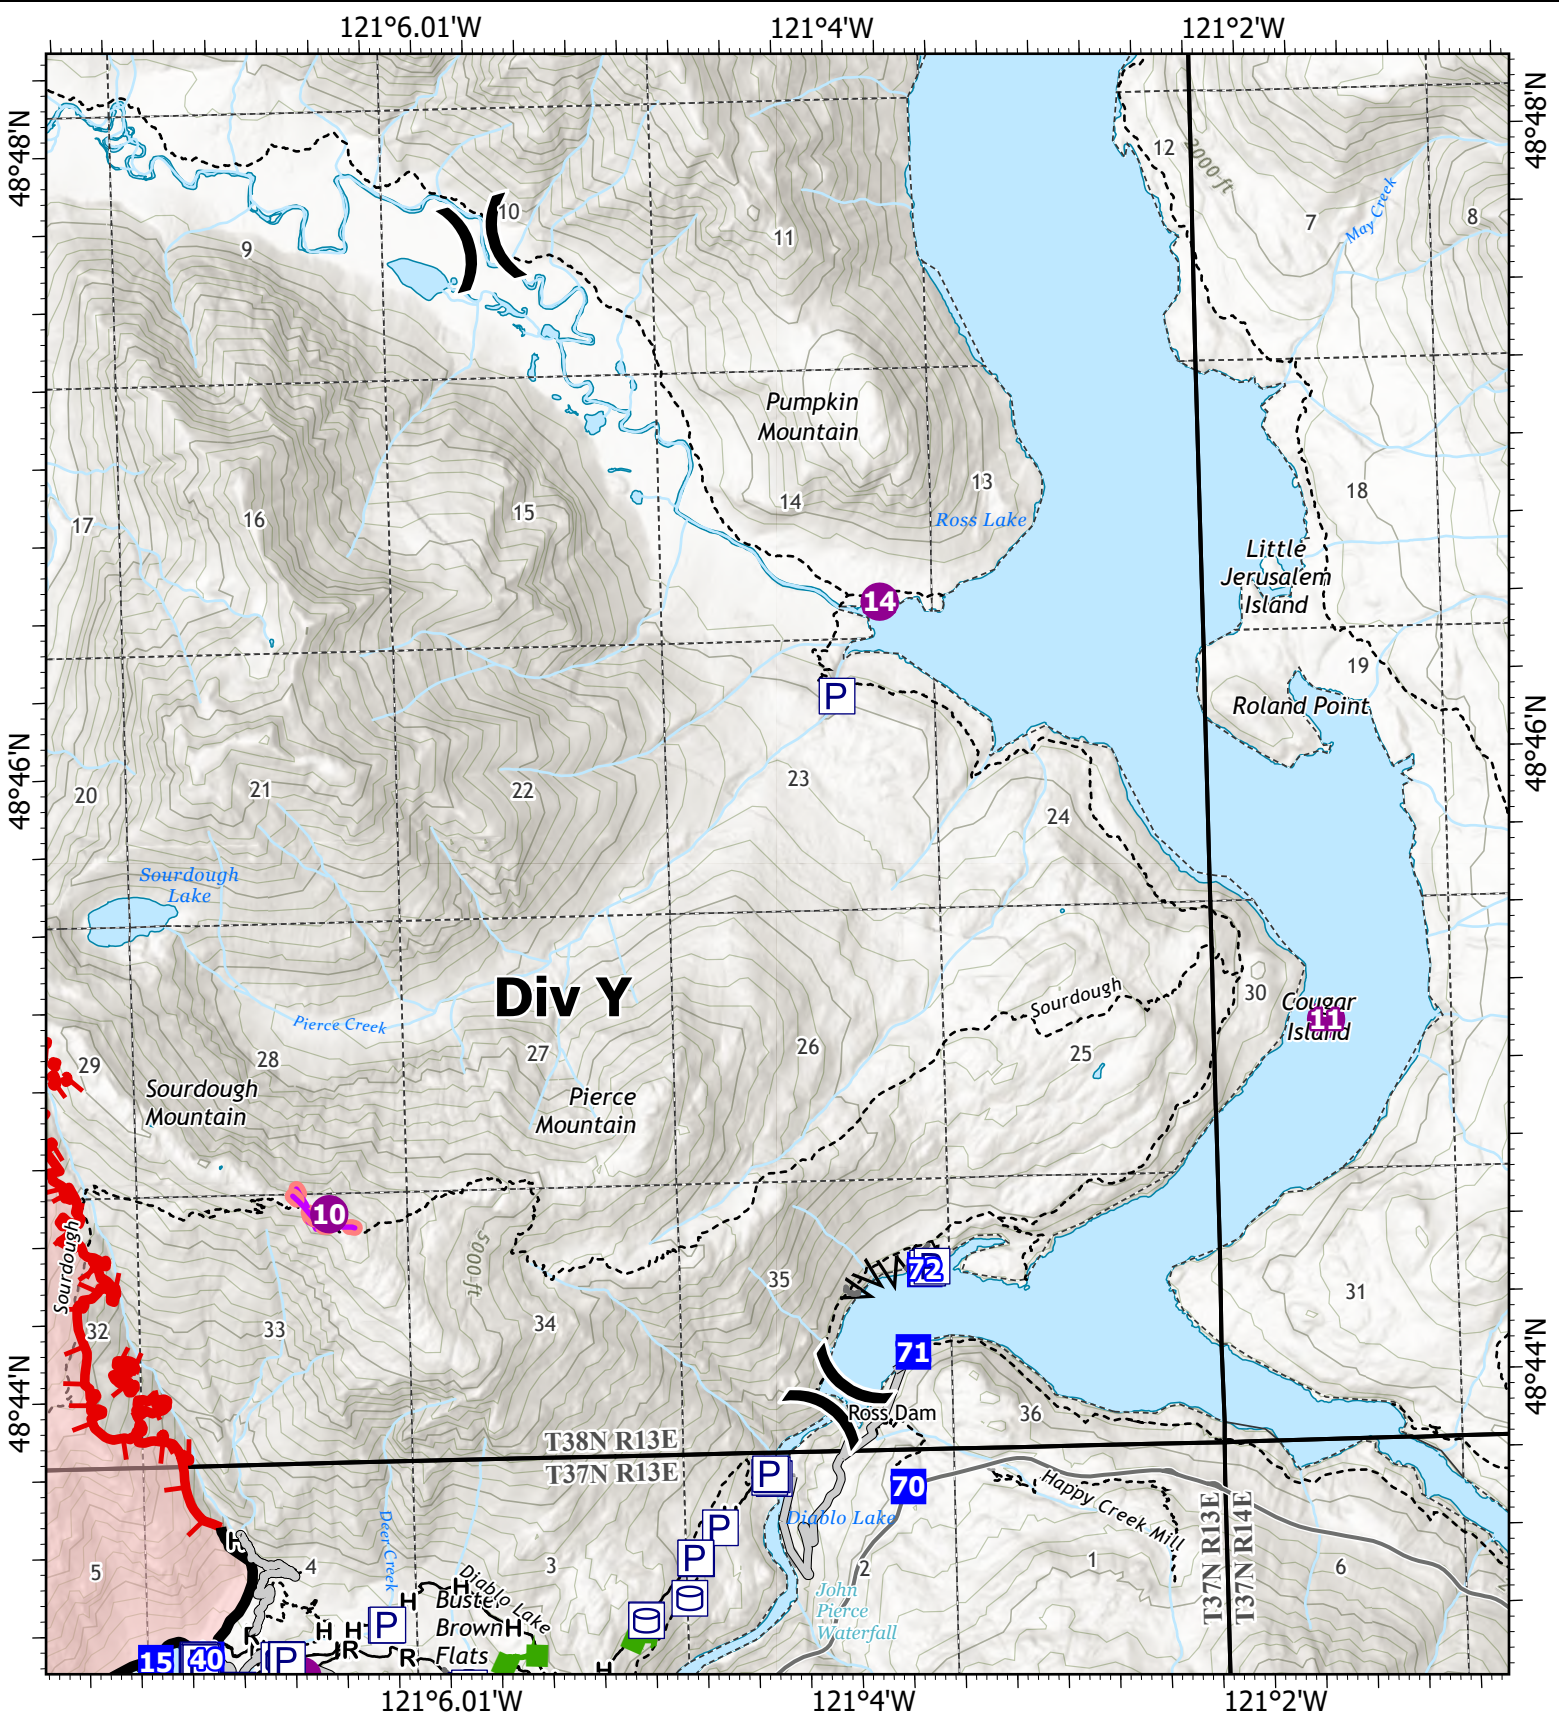 121°6.01'W
121°4'W
121°2'W
48°48'N
48°48'N
12
2000 ft
10
9
11
7
May Creek
8
Pumpkin
Mountain
13
14
Ross Lake
15
16
17
18
Little
Jerusalem
Island
14
19
P
Roland Point
48°46'N
48°46'N
20
21
22
23
24
Sourdough
Lake
Div Y
Sourdough
30
Cougar
Island
11
Pierce Creek
29
28
27
26
25
Sourdough
Mountain
Pierce
Mountain
10
Sourdough
5000 ft
35
72
P
31
32
33
34
48°44'N
48°44'N
71
Ross Dam
36
T38N R13E
T37N R13E
P
70
Happy Creek Mill
T37N R13E
T37N R14E
Diablo Lake
Deer Creek
P
P
H
5
4
3
2
1
6
Diablo Lake
John
Pierce
Waterfall
H
H
Buster
Brown
Flats
P
H
H
H
R
R
R
H
15
40
P
121°6.01'W
121°4'W
121°2'W